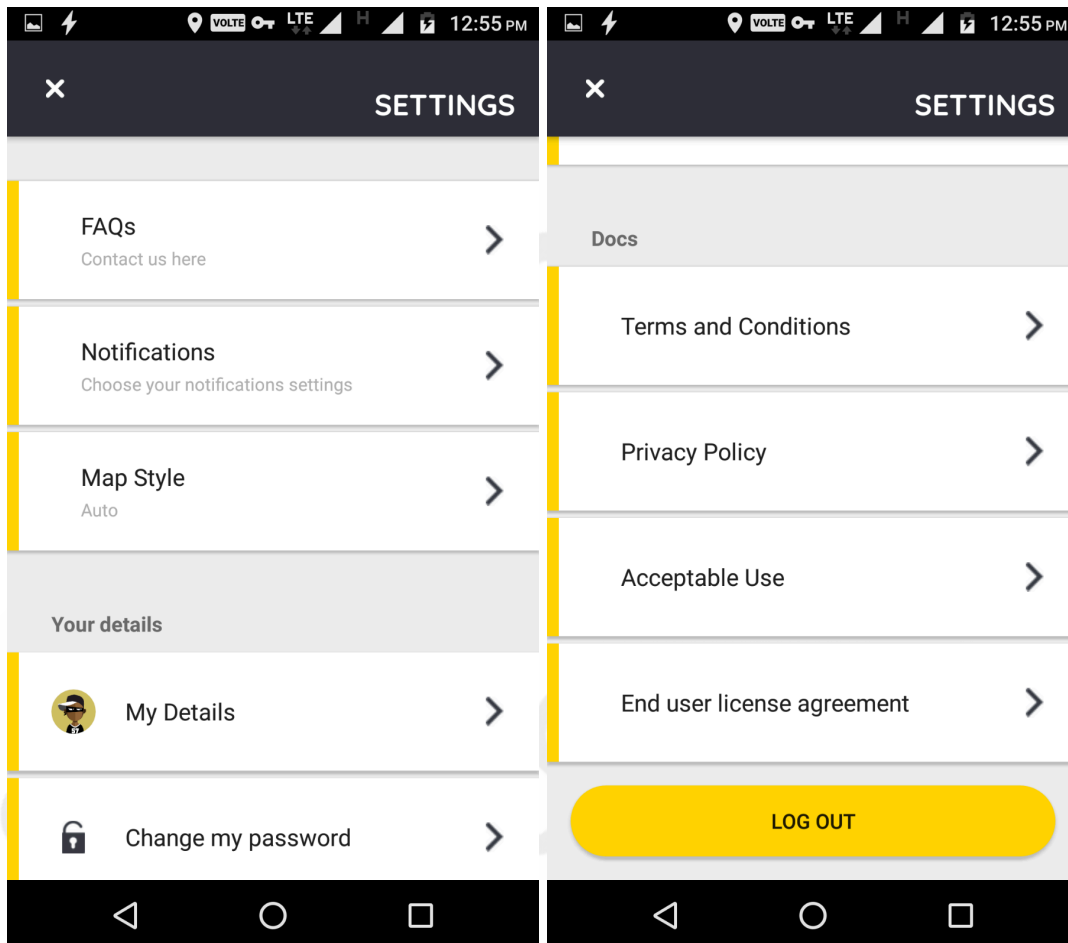 VOLTE LTE H 12:55 PM
SETTINGS
FAQs
Contact us here
Notifications
Choose your notifications settings
Map Style
Auto
Your details
My Details
Change my password
VOLTE LTE H 12:55 PM
SETTINGS
Docs
Terms and Conditions
Privacy Policy
Acceptable Use
End user license agreement
LOG OUT